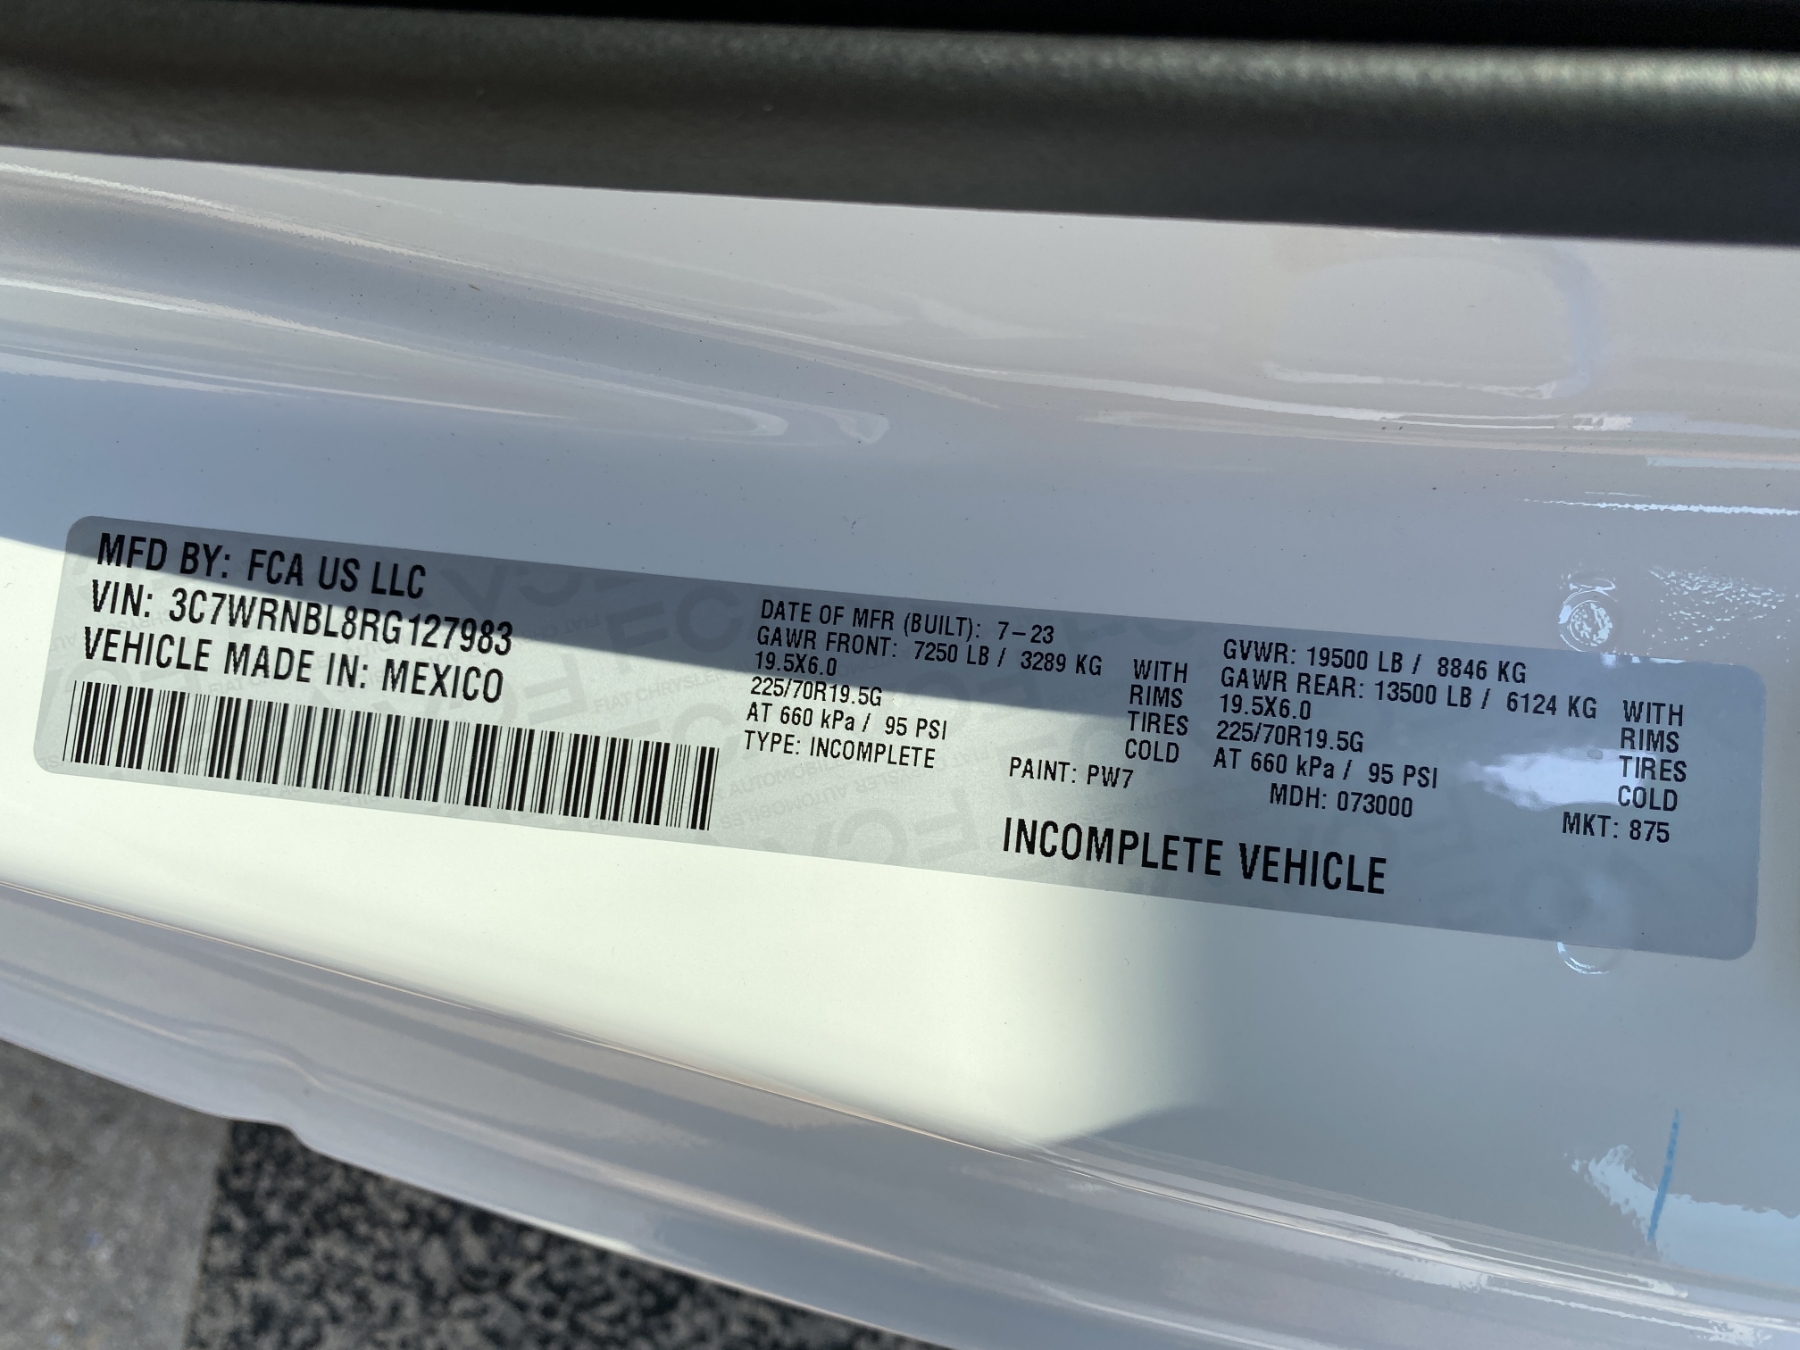 MFD BY: FCA US LLC
VIN: 3C7WRNBL8RG127983
VEHICLE MADE IN: MEXICO
DATE OF MFR (BUILT): 7-23
GAWR FRONT: 7250 LB / 3289 KG WITH
19.5X6.0 RIMS
225/70R19.5G TIRES
AT 660 kPa / 95 PSI COLD
TYPE: INCOMPLETE
PAINT: PW7
GVWR: 19500 LB / 8846 KG
GAWR REAR: 13500 LB / 6124 KG WITH
19.5X6.0 RIMS
225/70R19.5G TIRES
AT 660 kPa / 95 PSI COLD
MDH: 073000
MKT: 875
INCOMPLETE VEHICLE